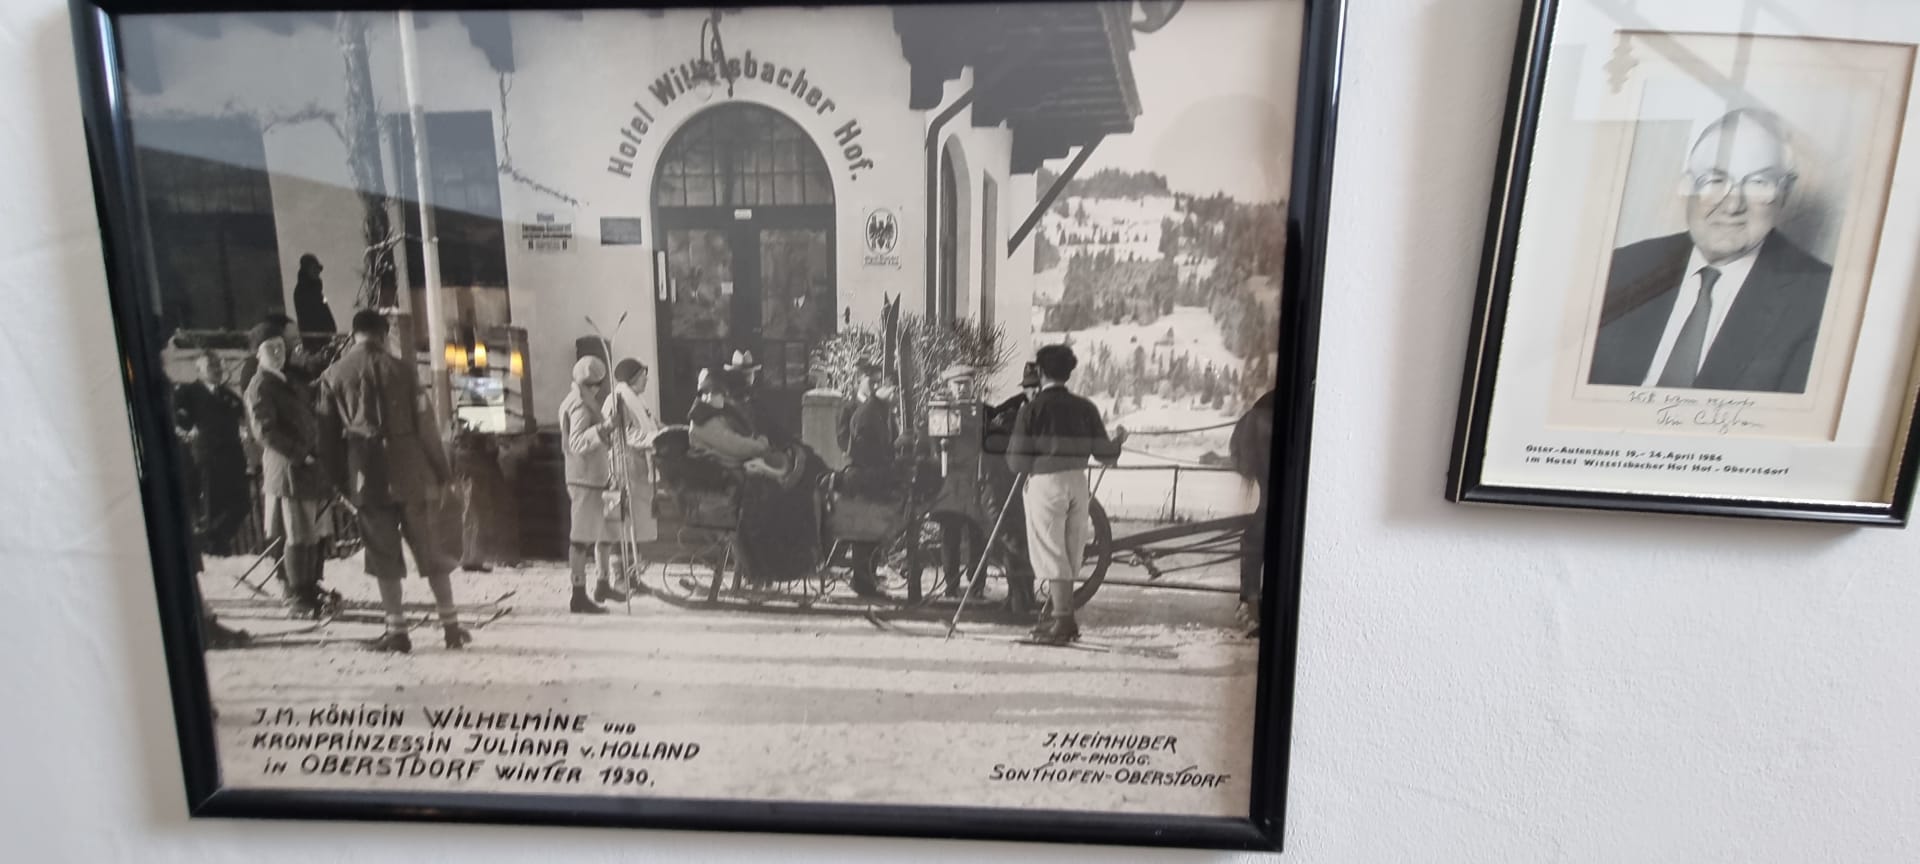 Hotel Wittelsbacher Hof.
J.M. KÖNIGIN WILHELMINE UND
KRONPRINZESSIN JULIANA v. HOLLAND
in OBERSTDORF WINTER 1930.
J. HEIMHUBER
HOF-PHOTOG.
SONTHOFEN-OBERSTDORF
Oster-Aufenthalt 19.- 24. April 1984
im Hotel Wittelsbacher Hof Hof - Oberstdorf